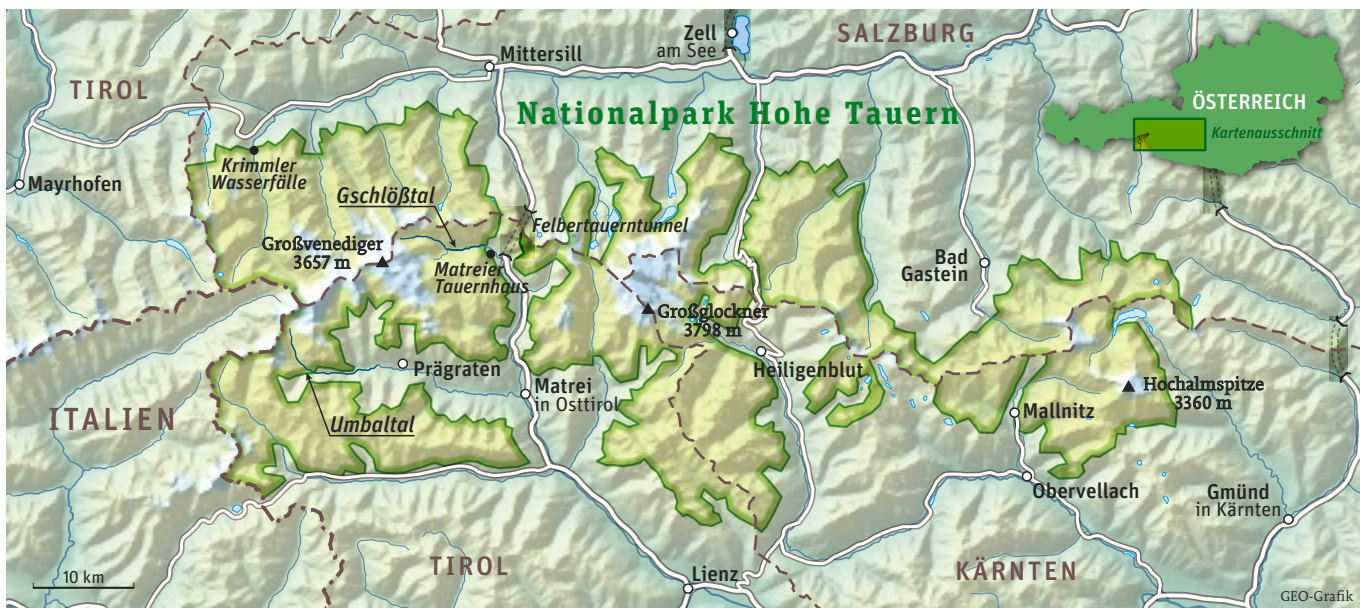 Zell
am See
SALZBURG
Mittersill
TIROL
Nationalpark Hohe Tauern
ÖSTERREICH
Kartenausschnitt
Krimmler
Wasserfälle
Mayrhofen
Gschlößtal
Felbertauerntunnel
Großvenediger
3657 m
Matreier
Tauernhaus
Bad
Gastein
Großglockner
3798 m
Prägraten
Heiligenblut
Matrei
in Osttirol
Hochalmspitze
3360 m
ITALIEN
Umbaltal
Mallnitz
Obervellach
Gmünd
in Kärnten
TIROL
KÄRNTEN
10 km
Lienz
GEO-Grafik